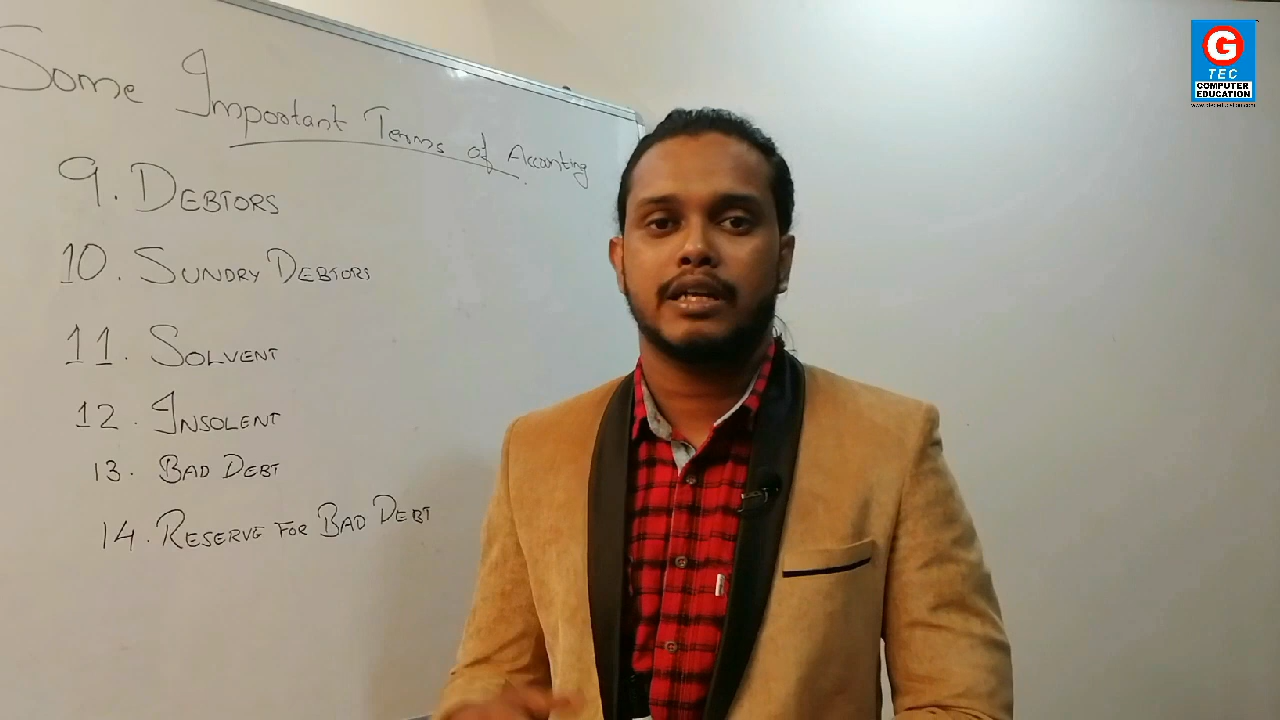 Some Important Terms of Accounting
9. DEBTORS
10. SUNDRY DEBTORS
11. SOLVENT
12. INSOLENT
13. BAD DEBT
14. RESERVE FOR BAD DEBT
G
TEC
COMPUTER
EDUCATION